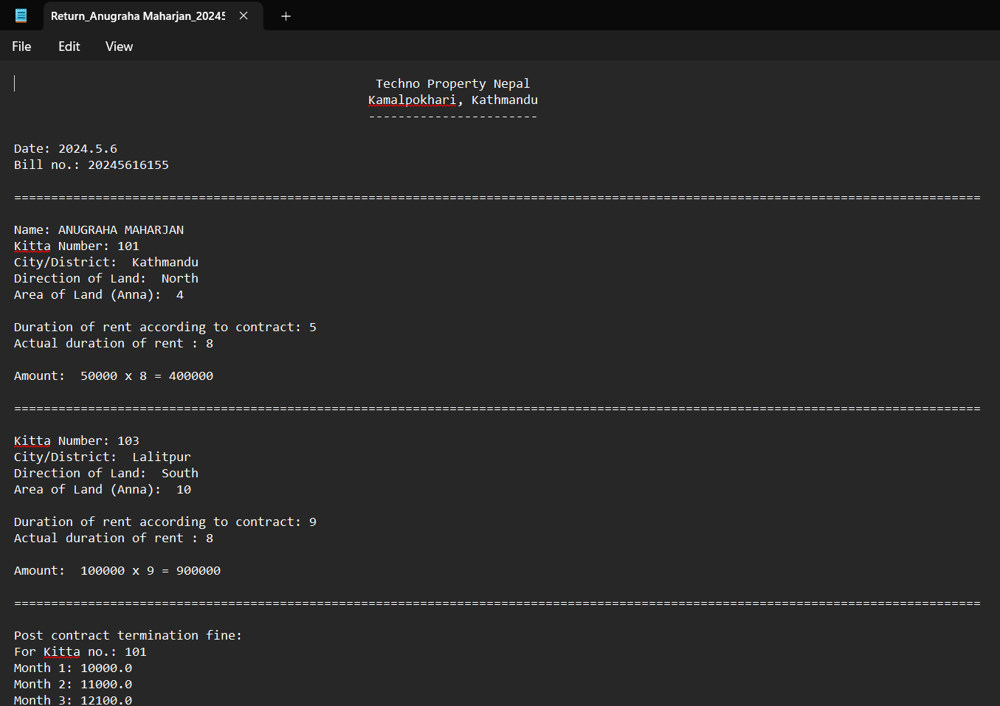 Return_Anugraha Maharjan_20245
File Edit View
Techno Property Nepal
Kamalpokhari, Kathmandu
-----------------------
Date: 2024.5.6
Bill no.: 20245616155
===================================================================================================================================
Name: ANUGRAHA MAHARJAN
Kitta Number: 101
City/District:  Kathmandu
Direction of Land:  North
Area of Land (Anna):  4
Duration of rent according to contract: 5
Actual duration of rent : 8
Amount:  50000 x 8 = 400000
===================================================================================================================================
Kitta Number: 103
City/District:  Lalitpur
Direction of Land:  South
Area of Land (Anna):  10
Duration of rent according to contract: 9
Actual duration of rent : 8
Amount:  100000 x 9 = 900000
===================================================================================================================================
Post contract termination fine:
For Kitta no.: 101
Month 1: 10000.0
Month 2: 11000.0
Month 3: 12100.0